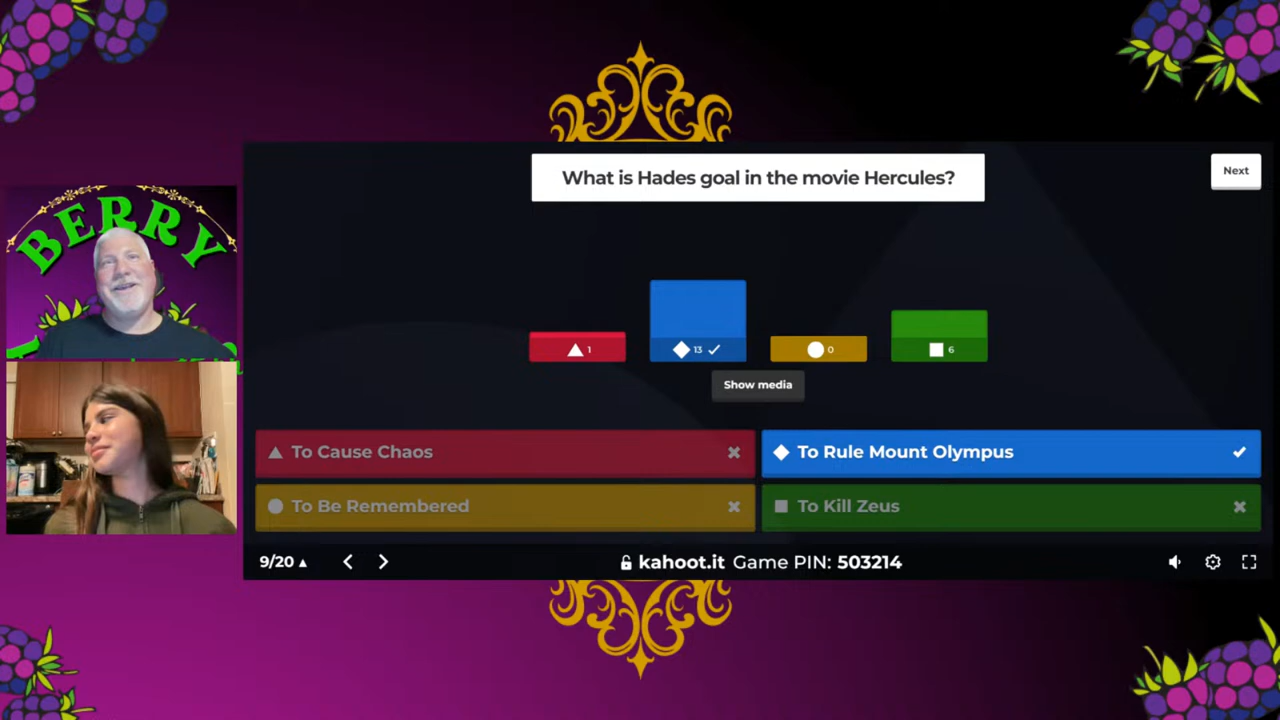 What is Hades goal in the movie Hercules?
Next
1
13
0
6
Show media
To Cause Chaos
To Rule Mount Olympus
To Be Remembered
To Kill Zeus
9/20
kahoot.it Game PIN: 503214
BERRY